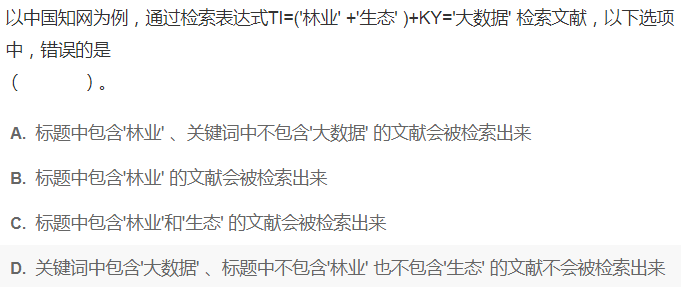 以中国知网为例，通过检索表达式TI=('林业' +'生态' )+KY='大数据' 检索文献，以下选项
中，错误的是
（ ）。
A. 标题中包含'林业' 、关键词中不包含'大数据' 的文献会被检索出来
B. 标题中包含'林业' 的文献会被检索出来
C. 标题中包含'林业'和'生态' 的文献会被检索出来
D. 关键词中包含'大数据' 、标题中不包含'林业' 也不包含'生态' 的文献不会被检索出来